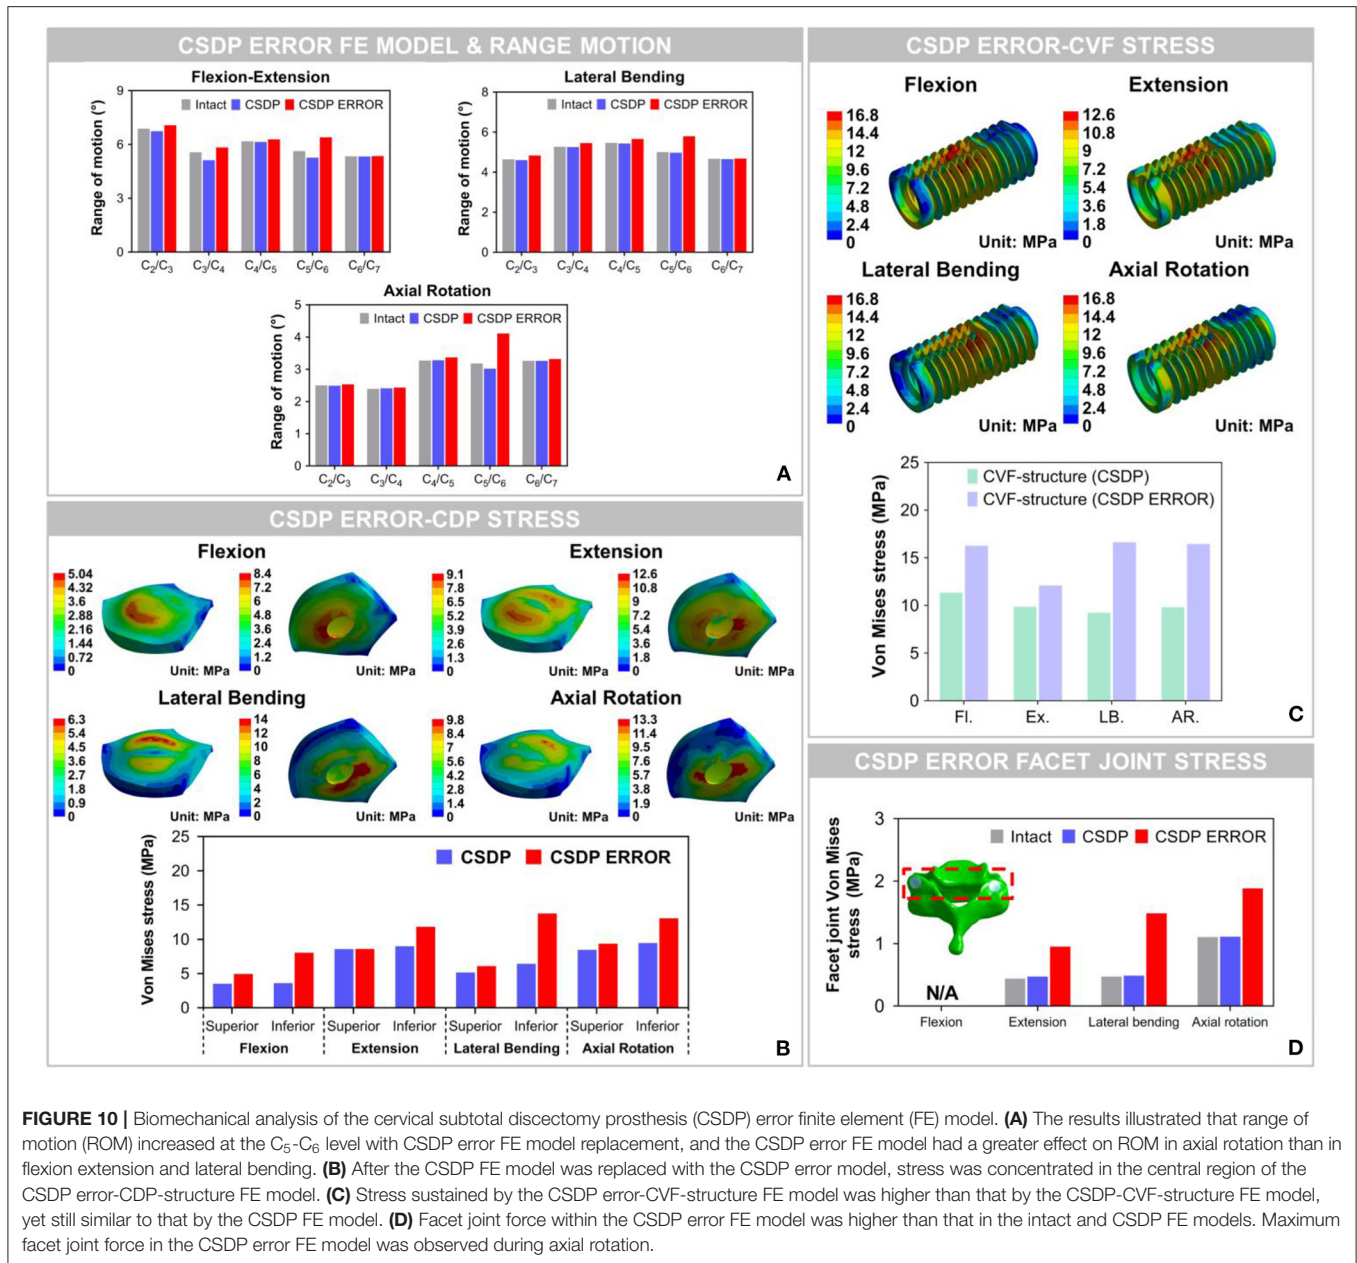 CSDP ERROR FE MODEL & RANGE MOTION
Flexion-Extension
Intact CSDP CSDP ERROR
Range of motion (°)
9
6
3
0
C2/C3 C3/C4 C4/C5 C5/C6 C6/C7
Lateral Bending
Intact CSDP CSDP ERROR
Range of motion (°)
8
6
4
2
0
C2/C3 C3/C4 C4/C5 C5/C6 C6/C7
Axial Rotation
Intact CSDP CSDP ERROR
Range of motion (°)
5
4
3
2
1
0
C2/C3 C3/C4 C4/C5 C5/C6 C6/C7
A
CSDP ERROR-CDP STRESS
Flexion
5.04
4.32
3.6
2.88
2.16
1.44
0.72
0
Unit: MPa
8.4
7.2
6
4.8
3.6
2.4
1.2
0
Unit: MPa
Extension
9.1
7.8
6.5
5.2
3.9
2.6
1.3
0
Unit: MPa
12.6
10.8
9
7.2
5.4
3.6
1.8
0
Unit: MPa
Lateral Bending
6.3
5.4
4.5
3.6
2.7
1.8
0.9
0
Unit: MPa
14
12
10
8
6
4
2
0
Unit: MPa
Axial Rotation
9.8
8.4
7
5.6
4.2
2.8
1.4
0
Unit: MPa
13.3
11.4
9.5
7.6
5.7
3.8
1.9
0
Unit: MPa
Von Mises stress (MPa)
25
20
15
10
5
0
CSDP CSDP ERROR
Superior Inferior Superior Inferior Superior Inferior Superior Inferior
Flexion Extension Lateral Bending Axial Rotation
B
CSDP ERROR-CVF STRESS
Flexion
16.8
14.4
12
9.6
7.2
4.8
2.4
0
Unit: MPa
Extension
12.6
10.8
9
7.2
5.4
3.6
1.8
0
Unit: MPa
Lateral Bending
16.8
14.4
12
9.6
7.2
4.8
2.4
0
Unit: MPa
Axial Rotation
16.8
14.4
12
9.6
7.2
4.8
2.4
0
Unit: MPa
Von Mises stress (MPa)
25
20
15
10
5
0
CVF-structure (CSDP)
CVF-structure (CSDP ERROR)
Fl. Ex. LB. AR.
C
CSDP ERROR FACET JOINT STRESS
Facet joint Von Mises
stress (MPa)
3
2
1
0
Intact CSDP CSDP ERROR
N/A
Flexion Extension Lateral bending Axial rotation
D
FIGURE 10 | Biomechanical analysis of the cervical subtotal discectomy prosthesis (CSDP) error finite element (FE) model. (A) The results illustrated that range of
motion (ROM) increased at the C5-C6 level with CSDP error FE model replacement, and the CSDP error FE model had a greater effect on ROM in axial rotation than in
flexion extension and lateral bending. (B) After the CSDP FE model was replaced with the CSDP error model, stress was concentrated in the central region of the
CSDP error-CDP-structure FE model. (C) Stress sustained by the CSDP error-CVF-structure FE model was higher than that by the CSDP-CVF-structure FE model,
yet still similar to that by the CSDP FE model. (D) Facet joint force within the CSDP error FE model was higher than that in the intact and CSDP FE models. Maximum
facet joint force in the CSDP error FE model was observed during axial rotation.